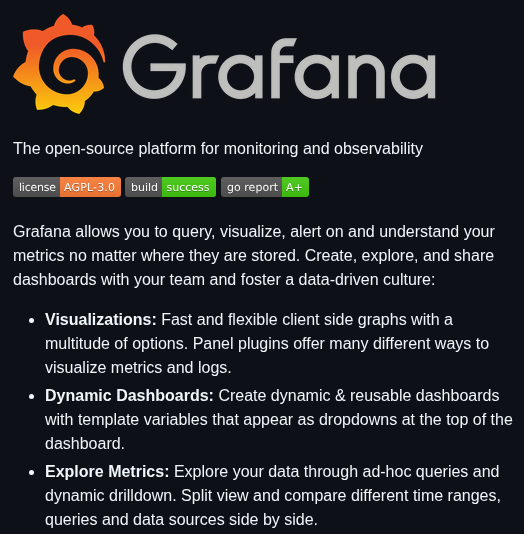 Grafana
The open-source platform for monitoring and observability
license AGPL-3.0 build success go report A+
Grafana allows you to query, visualize, alert on and understand your
metrics no matter where they are stored. Create, explore, and share
dashboards with your team and foster a data-driven culture:
• Visualizations: Fast and flexible client side graphs with a
multitude of options. Panel plugins offer many different ways to
visualize metrics and logs.
• Dynamic Dashboards: Create dynamic & reusable dashboards
with template variables that appear as dropdowns at the top of the
dashboard.
• Explore Metrics: Explore your data through ad-hoc queries and
dynamic drilldown. Split view and compare different time ranges,
queries and data sources side by side.